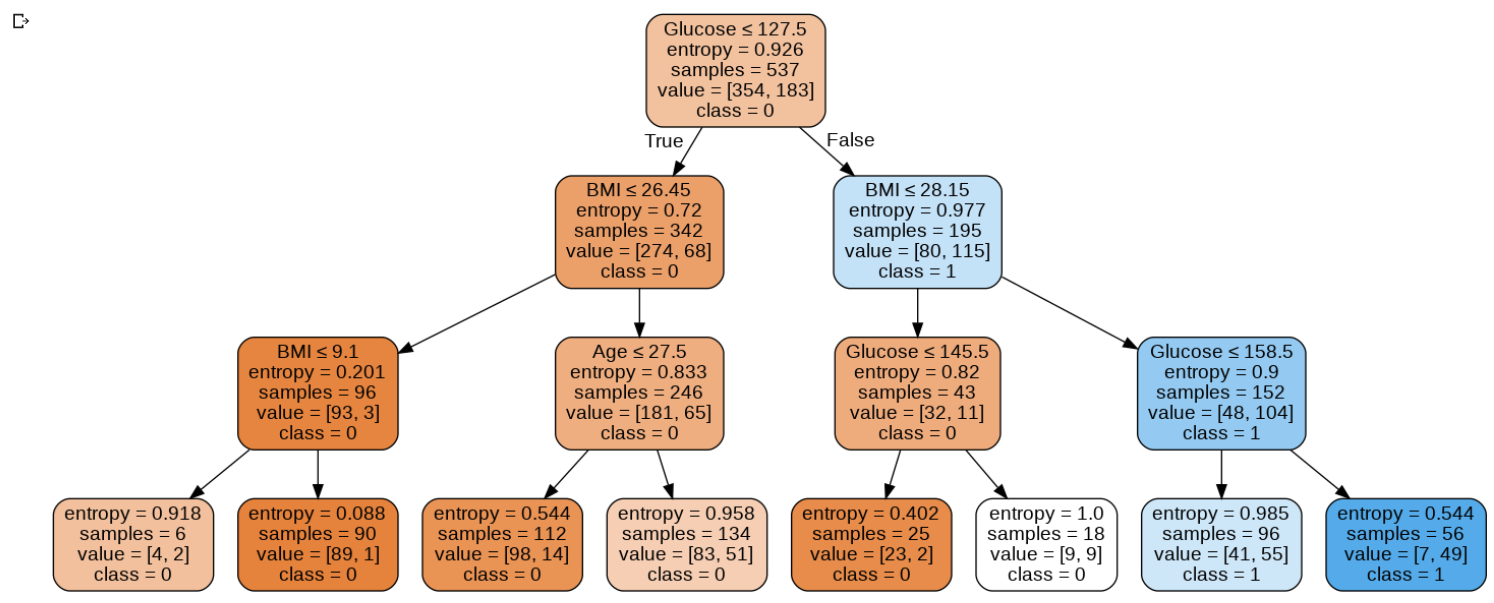 Glucose ≤ 127.5
entropy = 0.926
samples = 537
value = [354, 183]
class = 0
True
False
BMI ≤ 26.45
entropy = 0.72
samples = 342
value = [274, 68]
class = 0
BMI ≤ 28.15
entropy = 0.977
samples = 195
value = [80, 115]
class = 1
BMI ≤ 9.1
entropy = 0.201
samples = 96
value = [93, 3]
class = 0
Age ≤ 27.5
entropy = 0.833
samples = 246
value = [181, 65]
class = 0
Glucose ≤ 145.5
entropy = 0.82
samples = 43
value = [32, 11]
class = 0
Glucose ≤ 158.5
entropy = 0.9
samples = 152
value = [48, 104]
class = 1
entropy = 0.918
samples = 6
value = [4, 2]
class = 0
entropy = 0.088
samples = 90
value = [89, 1]
class = 0
entropy = 0.544
samples = 112
value = [98, 14]
class = 0
entropy = 0.958
samples = 134
value = [83, 51]
class = 0
entropy = 0.402
samples = 25
value = [23, 2]
class = 0
entropy = 1.0
samples = 18
value = [9, 9]
class = 0
entropy = 0.985
samples = 96
value = [41, 55]
class = 1
entropy = 0.544
samples = 56
value = [7, 49]
class = 1